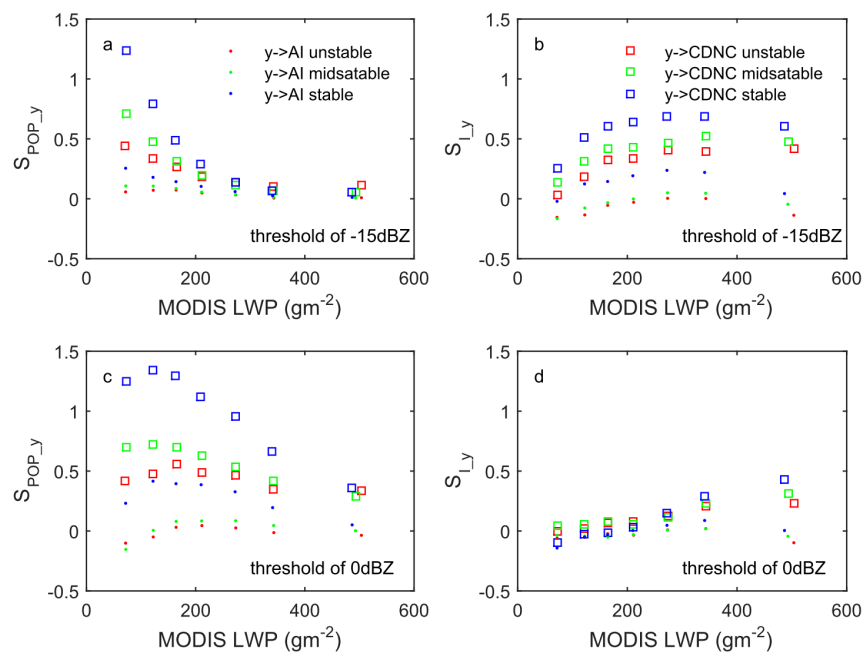 1.5
1
0.5
0
-0.5
S_POP_y
a
y->AI unstable
y->AI midsatable
y->AI stable
threshold of -15dBZ
0 200 400 600
MODIS LWP (gm-2)
1.5
1
0.5
0
-0.5
S_I_y
b
y->CDNC unstable
y->CDNC midsatable
y->CDNC stable
threshold of -15dBZ
0 200 400 600
MODIS LWP (gm-2)
1.5
1
0.5
0
-0.5
S_POP_y
c
threshold of 0dBZ
0 200 400 600
MODIS LWP (gm-2)
1.5
1
0.5
0
-0.5
S_I_y
d
threshold of 0dBZ
0 200 400 600
MODIS LWP (gm-2)